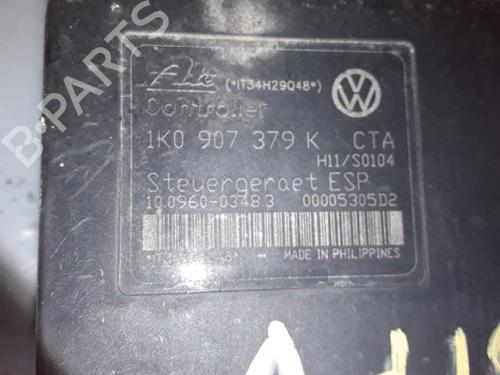 Ate (*IT34H29Q48*)
Controller
1K0 907 379 K CTA
H11/S0104
Steuergeraet ESP
10.0960-0348.3 00005305D2
MADE IN PHILIPPINES
B-PARTS